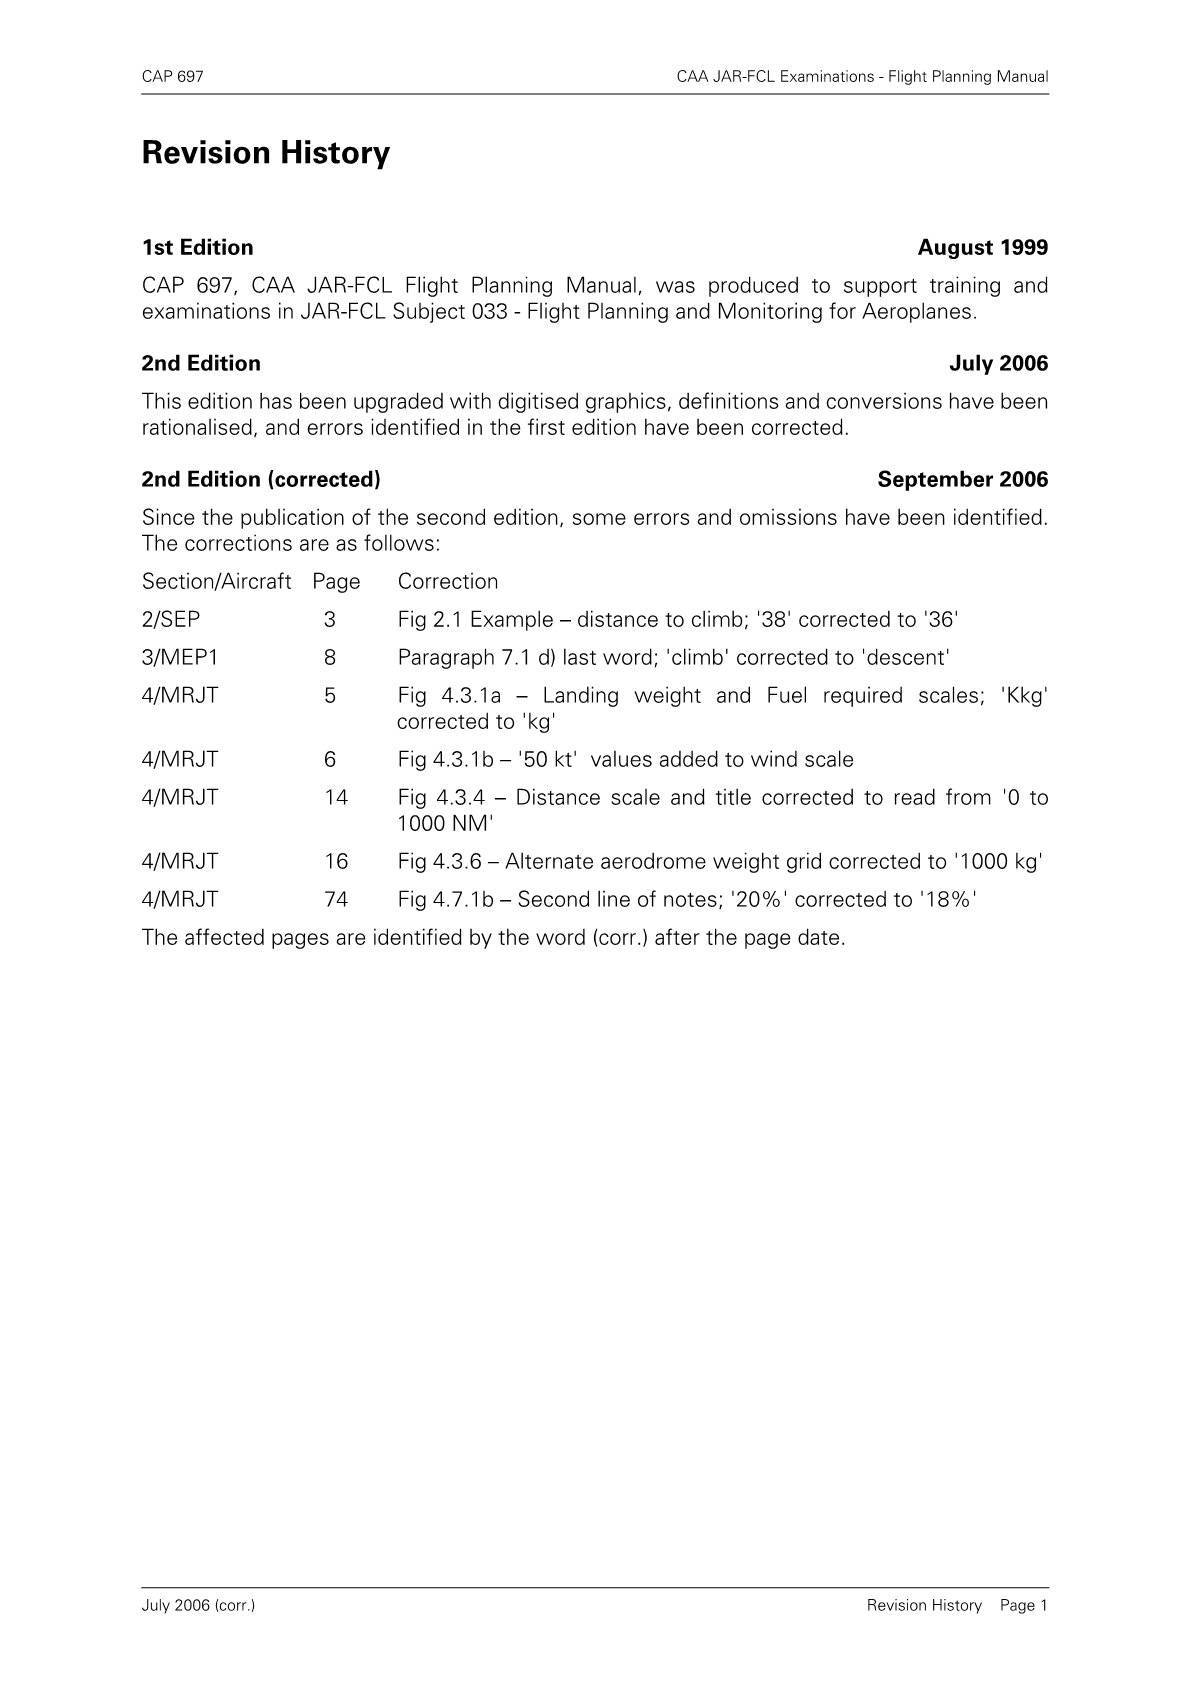 CAP 697 CAA JAR-FCL Examinations - Flight Planning Manual
Revision History
1st Edition August 1999
CAP 697, CAA JAR-FCL Flight Planning Manual, was produced to support training and
examinations in JAR-FCL Subject 033 - Flight Planning and Monitoring for Aeroplanes.
2nd Edition July 2006
This edition has been upgraded with digitised graphics, definitions and conversions have been
rationalised, and errors identified in the first edition have been corrected.
2nd Edition (corrected) September 2006
Since the publication of the second edition, some errors and omissions have been identified.
The corrections are as follows:
Section/Aircraft Page Correction
2/SEP 3 Fig 2.1 Example – distance to climb; '38' corrected to '36'
3/MEP1 8 Paragraph 7.1 d) last word; 'climb' corrected to 'descent'
4/MRJT 5 Fig 4.3.1a – Landing weight and Fuel required scales; 'Kkg'
corrected to 'kg'
4/MRJT 6 Fig 4.3.1b – '50 kt' values added to wind scale
4/MRJT 14 Fig 4.3.4 – Distance scale and title corrected to read from '0 to
1000 NM'
4/MRJT 16 Fig 4.3.6 – Alternate aerodrome weight grid corrected to '1000 kg'
4/MRJT 74 Fig 4.7.1b – Second line of notes; '20%' corrected to '18%'
The affected pages are identified by the word (corr.) after the page date.
July 2006 (corr.) Revision History Page 1